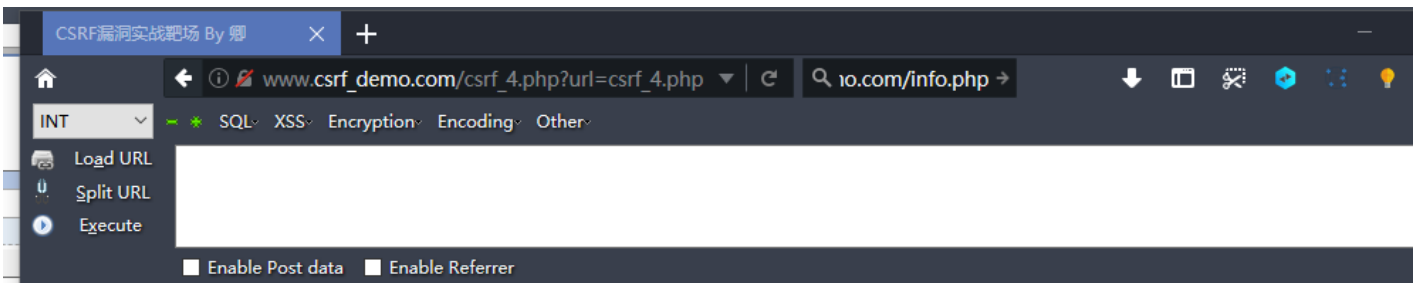 CSRF漏洞实战靶场 By 卿
www.csrf_demo.com/csrf_4.php?url=csrf_4.php
10.com/info.php
INT
SQL XSS Encryption Encoding Other
Load URL
Split URL
Execute
Enable Post data Enable Referrer